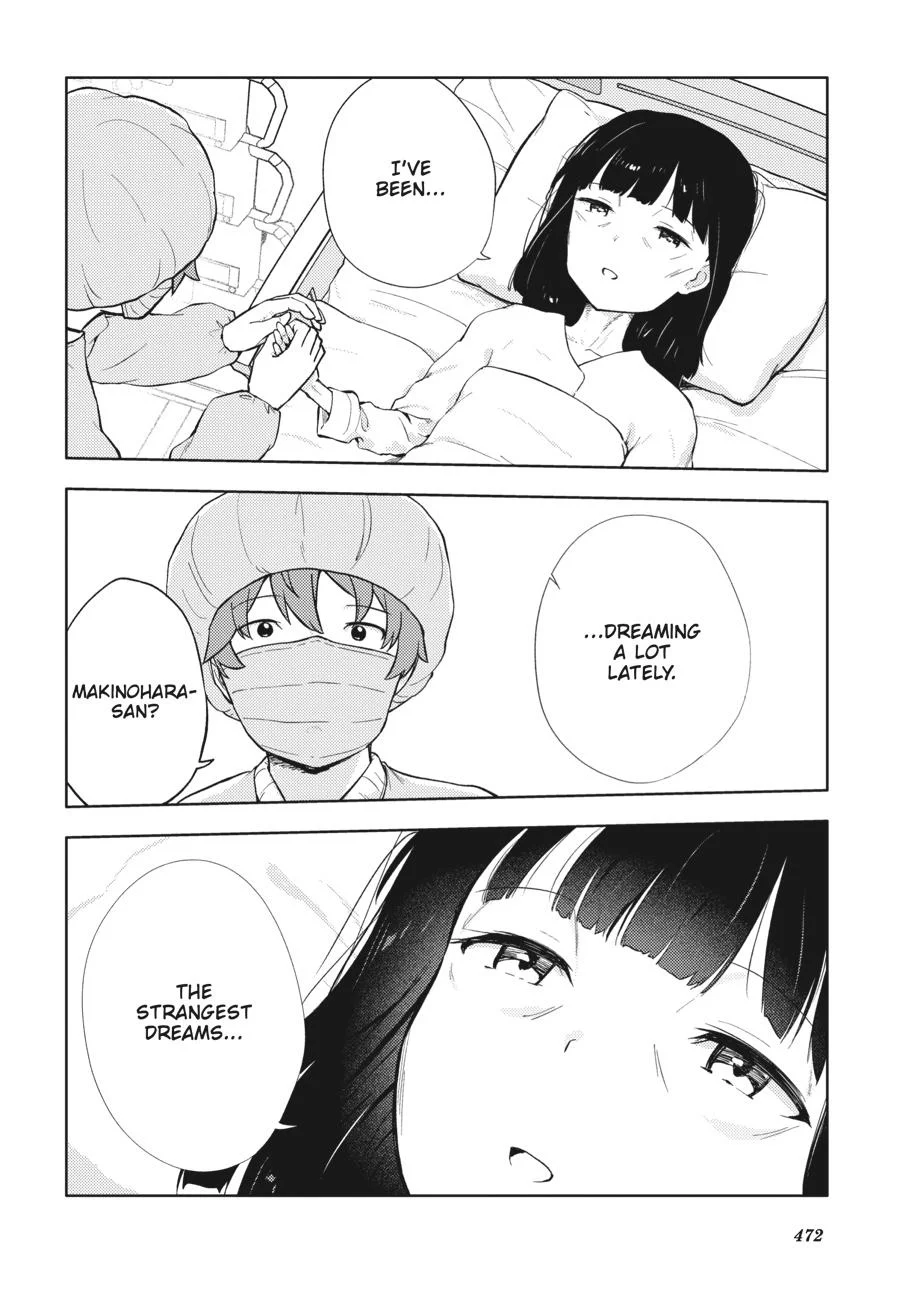 I'VE
BEEN...
...DREAMING
A LOT
LATELY.
MAKINOHARA-
SAN?
THE
STRANGEST
DREAMS...
472